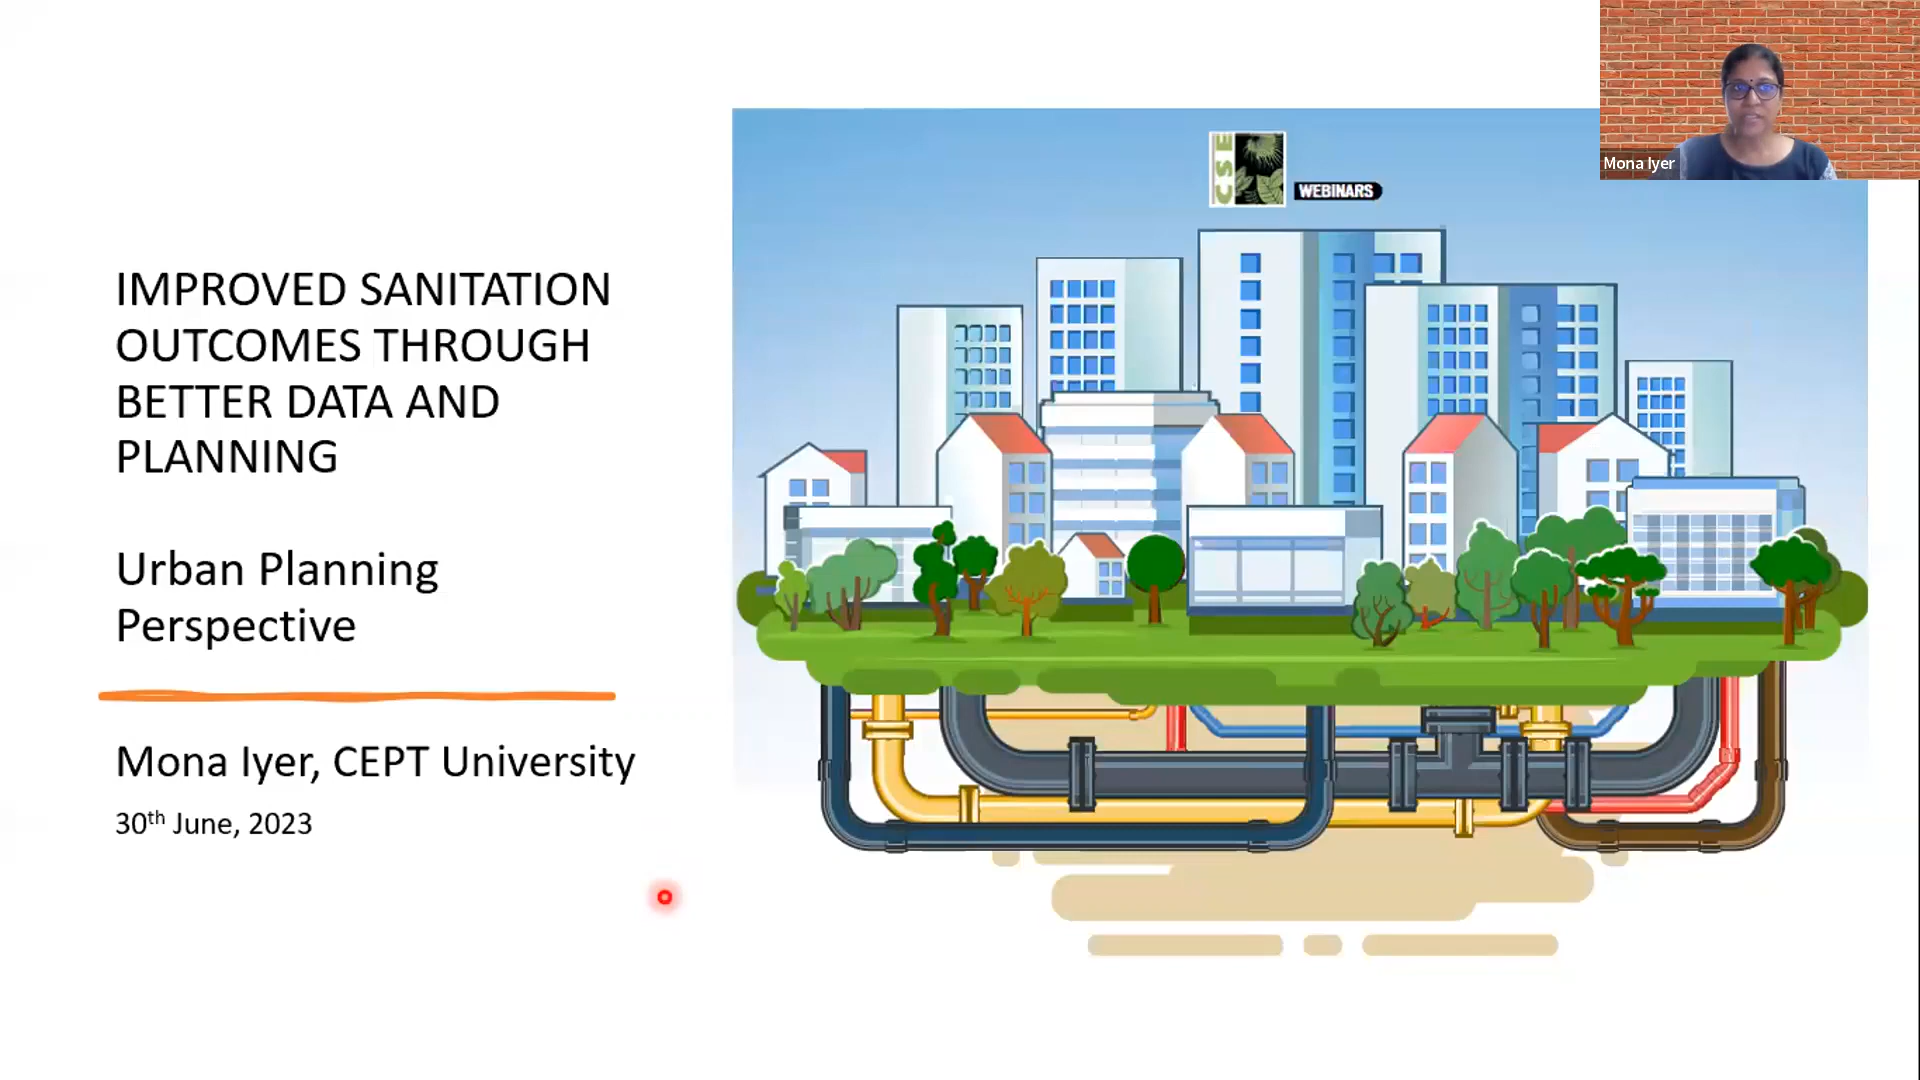 Mona Iyer
CSE
WEBINARS
IMPROVED SANITATION
OUTCOMES THROUGH
BETTER DATA AND
PLANNING
Urban Planning
Perspective
Mona Iyer, CEPT University
30th June, 2023